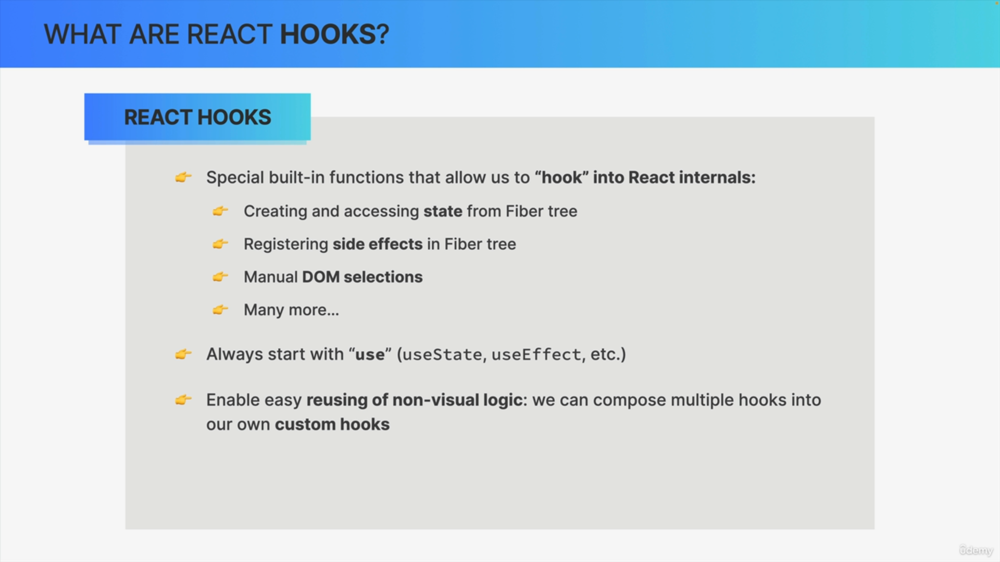 WHAT ARE REACT HOOKS?
REACT HOOKS
👉 Special built-in functions that allow us to “hook” into React internals:
👉 Creating and accessing state from Fiber tree
👉 Registering side effects in Fiber tree
👉 Manual DOM selections
👉 Many more...
👉 Always start with “use” (useState, useEffect, etc.)
👉 Enable easy reusing of non-visual logic: we can compose multiple hooks into
our own custom hooks
ûdemy